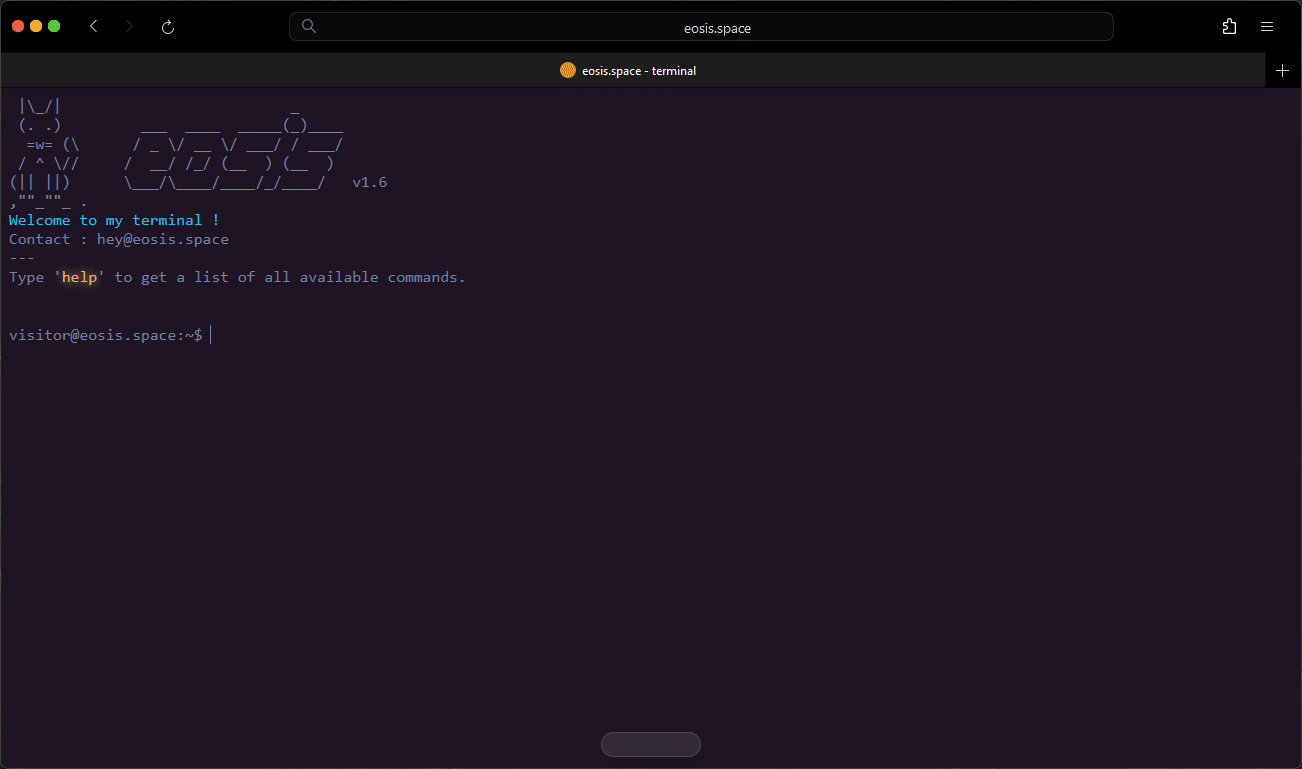 eosis.space
eosis.space - terminal
 |\_/|                          _
 (. .)         ___  ____  _____(_)____
  =w= (\      / _ \/ __ \/ ___/ / ___/
 / ^ \//     /  __/ /_/ (__  ) (__  )
(|| ||)      \___/\____/____/_/____/   v1.6
,""_""_ .
Welcome to my terminal !
Contact : hey@eosis.space
---
Type 'help' to get a list of all available commands.
visitor@eosis.space:~$